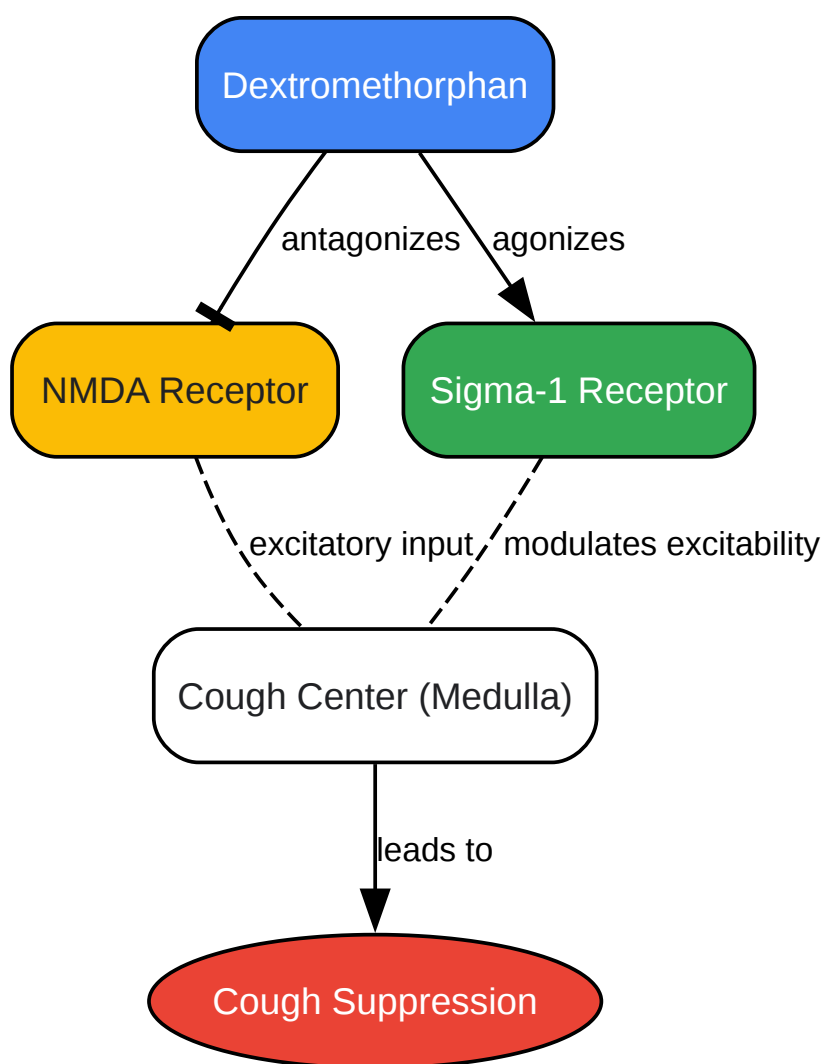 Dextromethorphan
antagonizes
agonizes
NMDA Receptor
Sigma-1 Receptor
excitatory input
modulates excitability
Cough Center (Medulla)
leads to
Cough Suppression